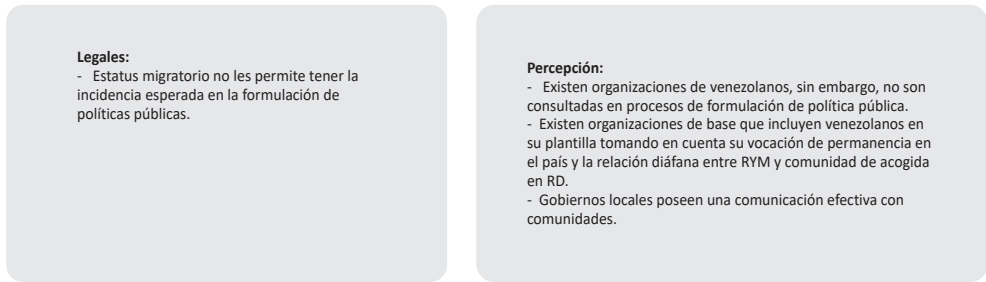 Legales:
- Estatus migratorio no les permite tener la
incidencia esperada en la formulación de
políticas públicas.
Percepción:
- Existen organizaciones de venezolanos, sin embargo, no son
consultadas en procesos de formulación de política pública.
- Existen organizaciones de base que incluyen venezolanos en
su plantilla tomando en cuenta su vocación de permanencia en
el país y la relación diáfana entre RYM y comunidad de acogida
en RD.
- Gobiernos locales poseen una comunicación efectiva con
comunidades.